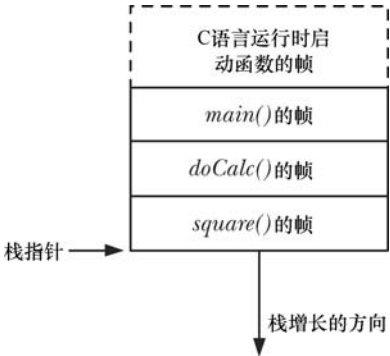 C语言运行时启
动函数的帧
main()的帧
doCalc()的帧
square()的帧
栈指针
栈增长的方向